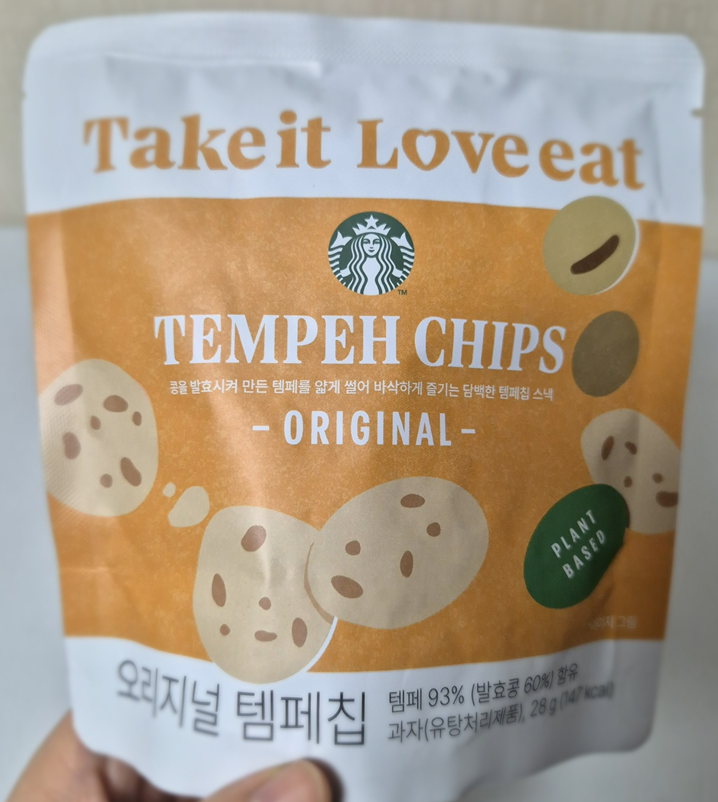 Take it Love eat
TM
TEMPEH CHIPS
콩을 발효시켜 만든 템페를 얇게 썰어 바삭하게 즐기는 담백한 템페칩 스낵
- ORIGINAL -
PLANT
BASED
오리지널 템페칩
템페 93% (발효콩 60%) 함유
과자(유탕처리제품), 28 g (147 kcal)